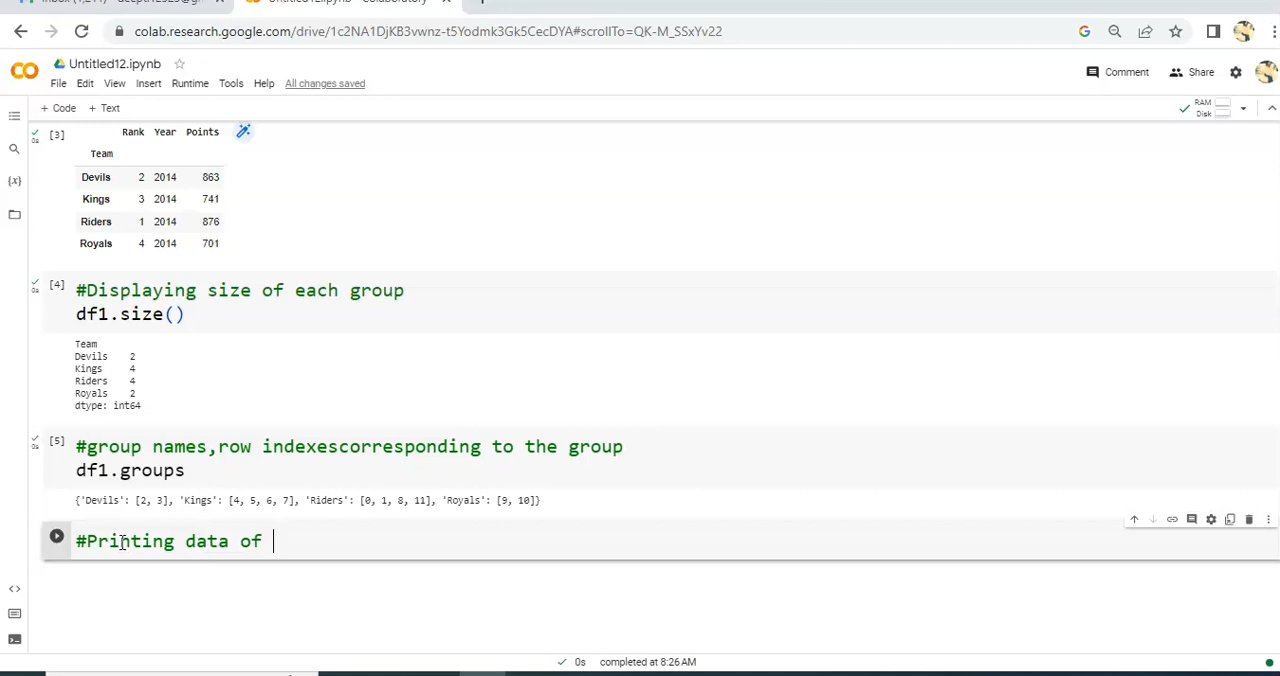 colab.research.google.com/drive/1c2NA1DjKB3vwnz-t5Yodmk3Gk5CecDYA#scrollTo=QK-M_SSxYv22
Untitled12.ipynb
Comment
Share
File Edit View Insert Runtime Tools Help All changes saved
+ Code + Text
RAM
Disk
[3]
Rank Year Points
Team
Devils 2 2014 863
Kings 3 2014 741
Riders 1 2014 876
Royals 4 2014 701
[4] #Displaying size of each group
0s
df1.size()
Team
Devils 2
Kings 4
Riders 4
Royals 2
dtype: int64
[5] #group names,row indexescorresponding to the group
0s
df1.groups
{'Devils': [2, 3], 'Kings': [4, 5, 6, 7], 'Riders': [0, 1, 8, 11], 'Royals': [9, 10]}
#Printing data of
0s completed at 8:26 AM